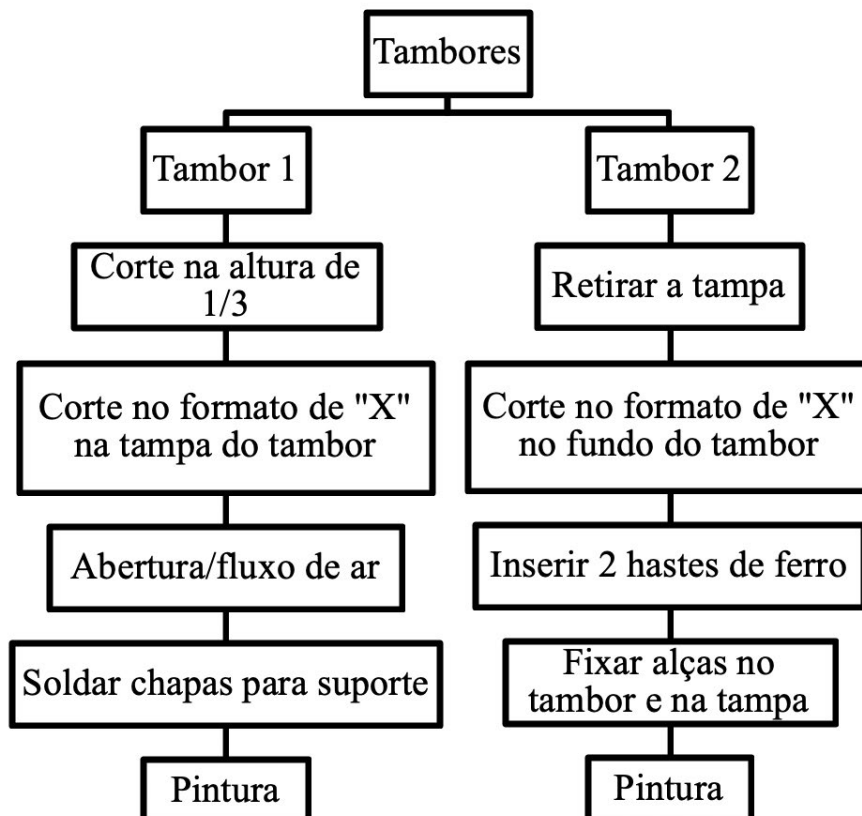 Tambores
Tambor 1
Tambor 2
Corte na altura de
1/3
Retirar a tampa
Corte no formato de "X"
na tampa do tambor
Corte no formato de "X"
no fundo do tambor
Abertura/fluxo de ar
Inserir 2 hastes de ferro
Soldar chapas para suporte
Fixar alças no
tambor e na tampa
Pintura
Pintura